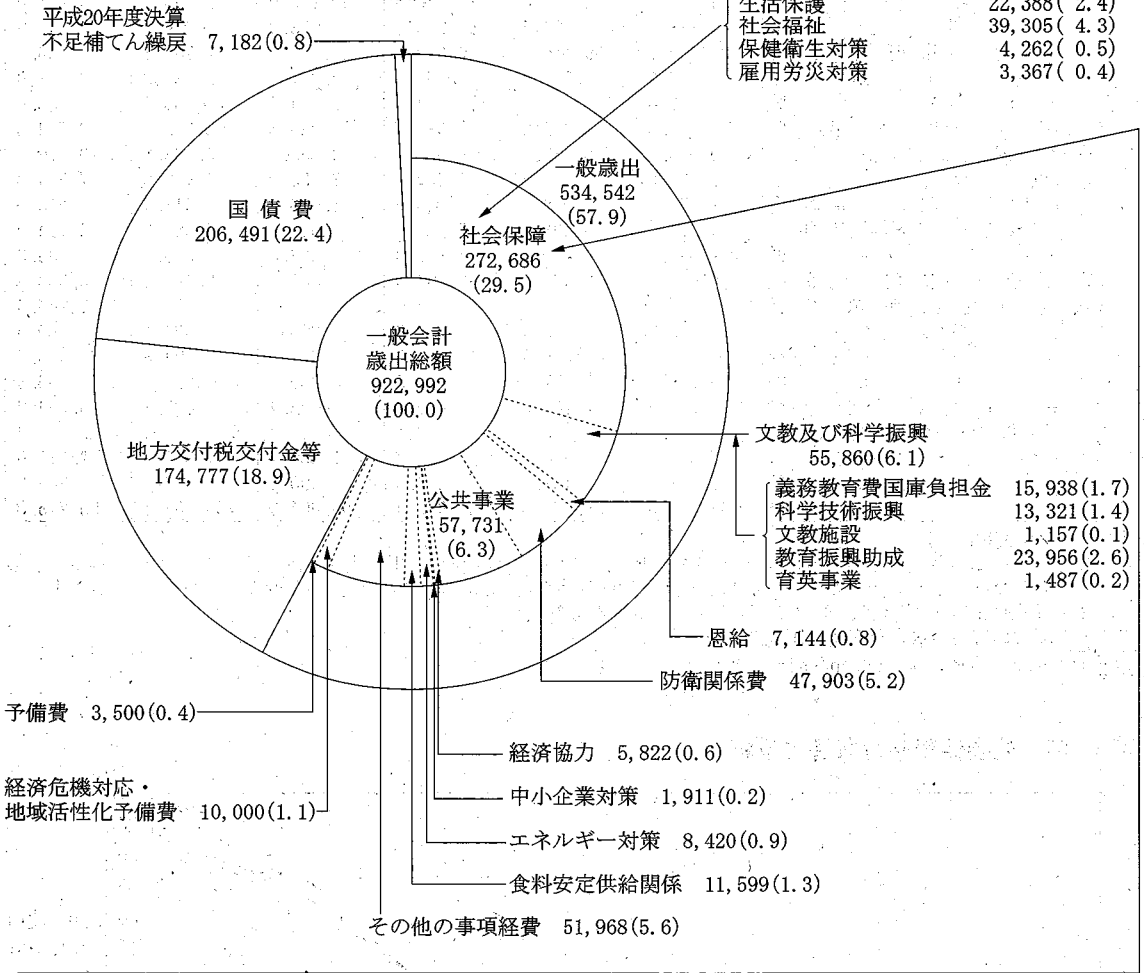 平成20年度決算
不足補てん繰戻 7,182(0.8)
生活保護 22,388( 2.4)
社会福祉 39,305( 4.3)
保健衛生対策 4,262( 0.5)
雇用労災対策 3,367( 0.4)
一般歳出
534,542
(57.9)
国債費
206,491(22.4)
社会保障
272,686
(29.5)
一般会計
歳出総額
922,992
(100.0)
地方交付税交付金等
174,777(18.9)
公共事業
57,731
(6.3)
文教及び科学振興
55,860(6.1)
義務教育費国庫負担金 15,938(1.7)
科学技術振興 13,321(1.4)
文教施設 1,157(0.1)
教育振興助成 23,956(2.6)
育英事業 1,487(0.2)
恩給 7,144(0.8)
防衛関係費 47,903(5.2)
予備費 3,500(0.4)
経済危機対応・
地域活性化予備費 10,000(1.1)
経済協力 5,822(0.6)
中小企業対策 1,911(0.2)
エネルギー対策 8,420(0.9)
食料安定供給関係 11,599(1.3)
その他の事項経費 51,968(5.6)